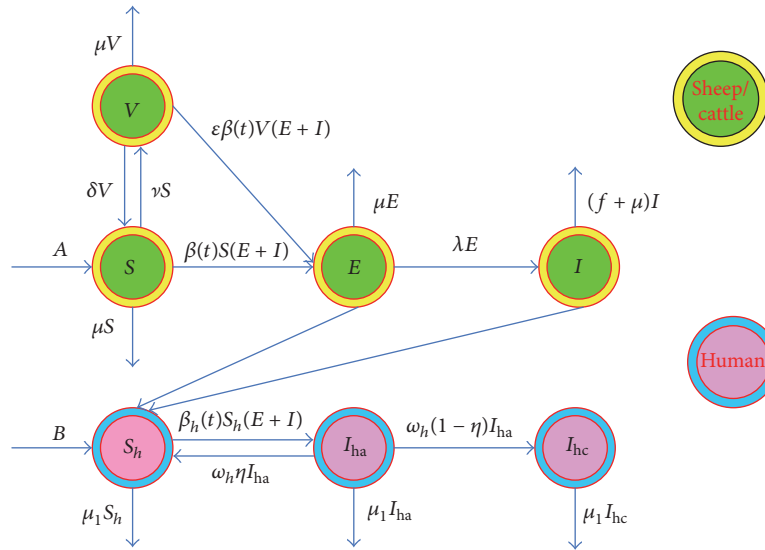 μV
V
Sheep/
cattle
εβ(t)V(E + I)
δV
νS
μE
(f + μ)I
A
S
β(t)S(E + I)
E
λE
I
μS
Human
B
S_h
β_h(t)S_h(E + I)
I_ha
ω_h(1 − η)I_ha
I_hc
ω_hηI_ha
μ_1S_h
μ_1I_ha
μ_1I_hc